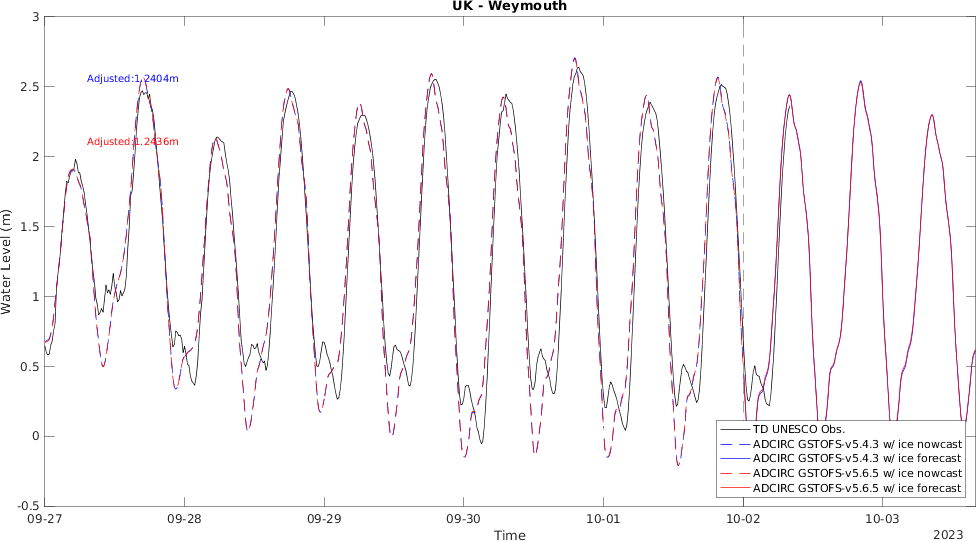 UK - Weymouth
3
2.5
2
1.5
1
0.5
0
-0.5
Water Level (m)
Adjusted:1.2404m
Adjusted:1.2436m
TD UNESCO Obs.
ADCIRC GSTOFS-v5.4.3 w/ ice nowcast
ADCIRC GSTOFS-v5.4.3 w/ ice forecast
ADCIRC GSTOFS-v5.6.5 w/ ice nowcast
ADCIRC GSTOFS-v5.6.5 w/ ice forecast
09-27 09-28 09-29 09-30 10-01 10-02 10-03
Time
2023